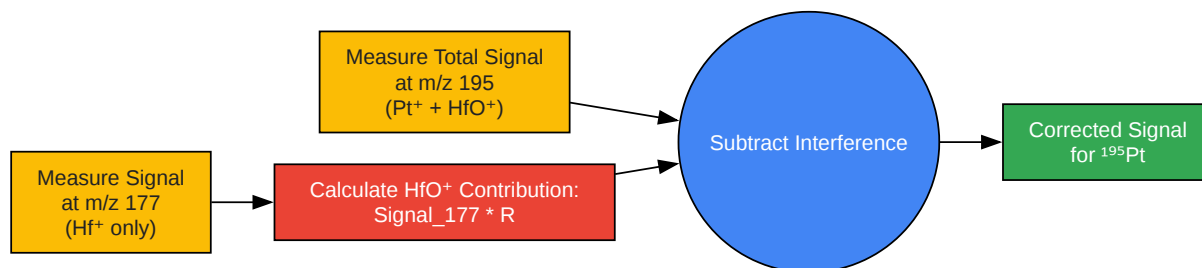 Measure Total Signal
at m/z 195
(Pt⁺ + HfO⁺)
Measure Signal
at m/z 177
(Hf⁺ only)
Calculate HfO⁺ Contribution:
Signal_177 * R
Subtract Interference
Corrected Signal
for ¹⁹⁵Pt